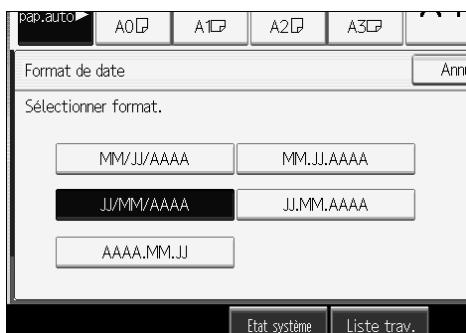 pap.auto▶ A0 A1 A2 A3
Format de date
Sélectionner format.
MM/JJ/AAAA MM.JJ.AAAA
JJ/MM/AAAA JJ.MM.AAAA
AAAA.MM.JJ
Etat système Liste trav.